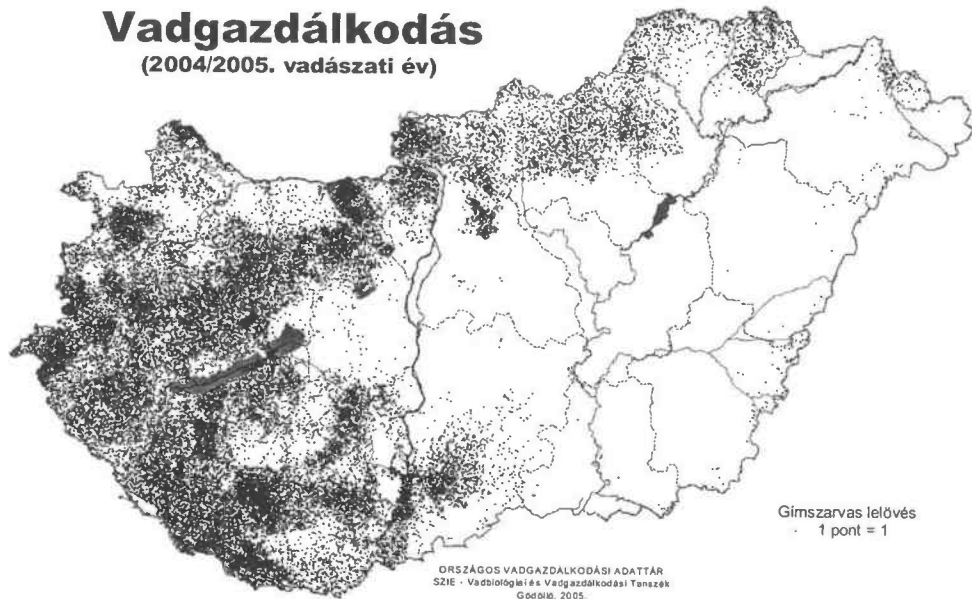 Vadgazdálkodás
(2004/2005. vadászati év)
Gímszarvas lelövés
1 pont = 1
ORSZÁGOS VADGAZDÁLKODÁSI ADATTÁR
SZIE - Vadbiológiai és Vadgazdálkodási Tanszék
Gödöllő, 2005.